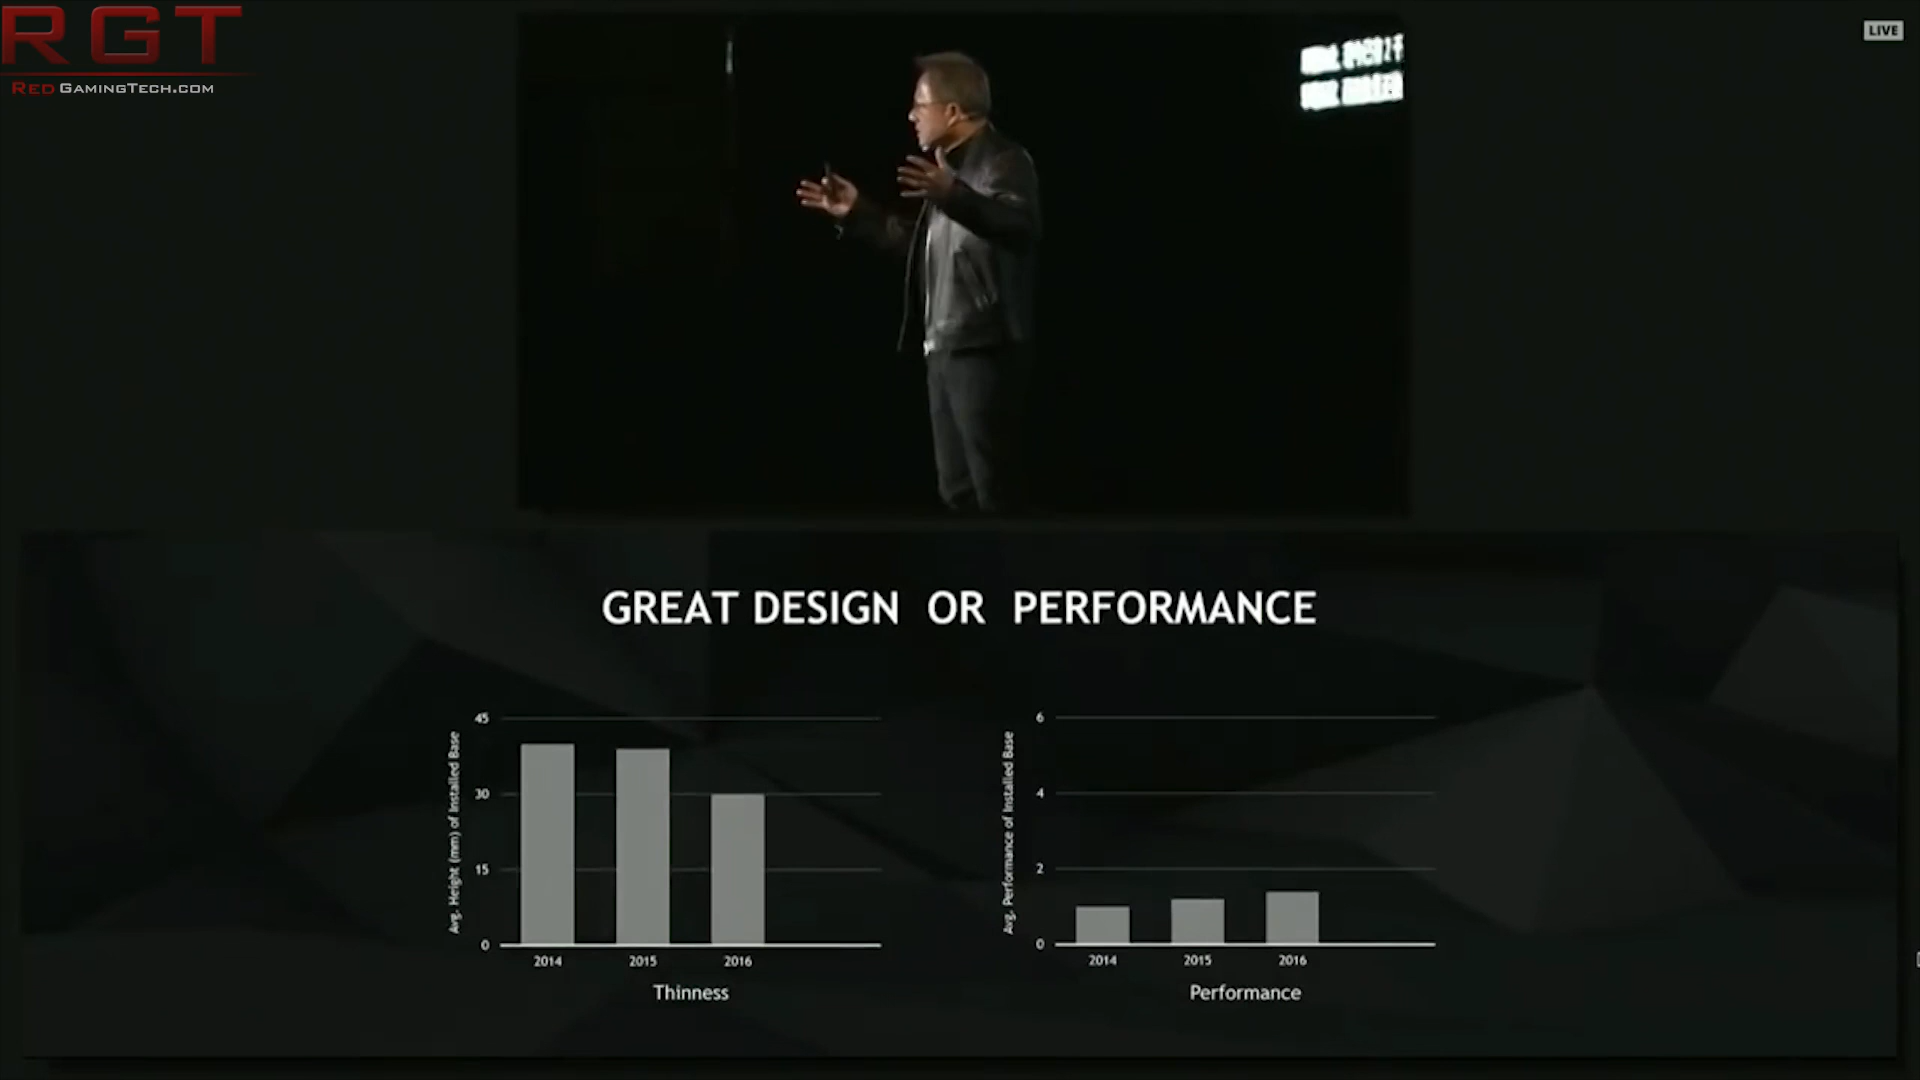 RGT
RED GAMINGTECH.COM
LIVE
GREAT DESIGN OR PERFORMANCE
Avg. Height (mm) of Installed Base
45
30
15
0
2014 2015 2016
Thinness
Avg. Performance of Installed Base
6
4
2
0
2014 2015 2016
Performance